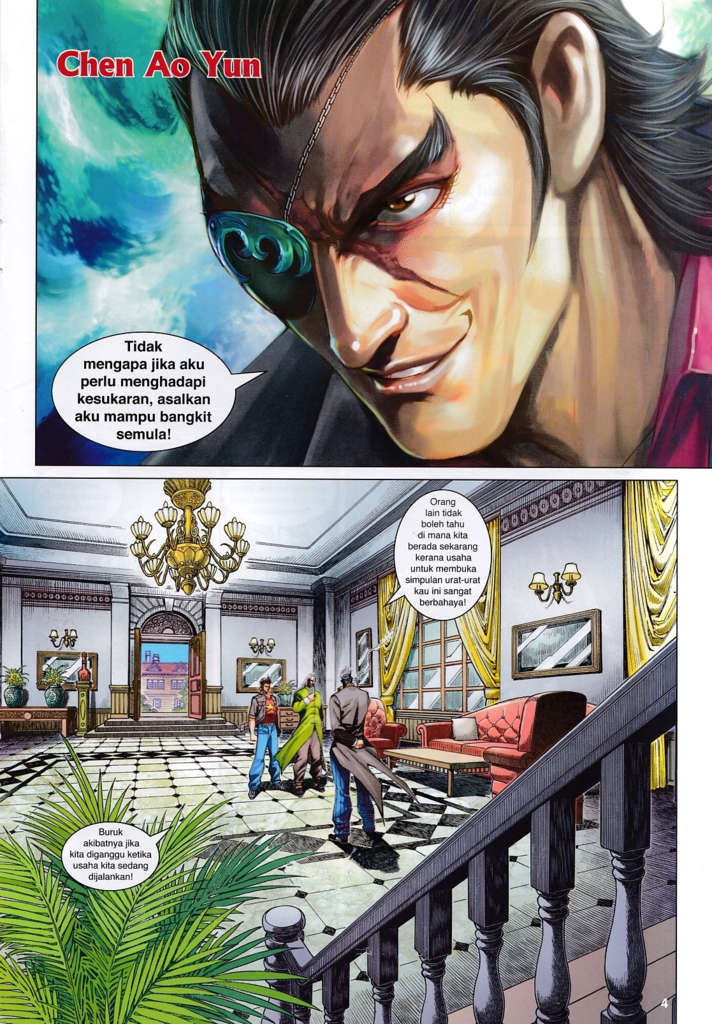 Chen Ao Yun
Tidak
mengapa jika aku
perlu menghadapi
kesukaran, asalkan
aku mampu bangkit
semula!
Orang
lain tidak
boleh tahu
di mana kita
berada sekarang
kerana usaha
untuk membuka
simpulan urat-urat
kau ini sangat
berbahaya!
Buruk
akibatnya jika
kita diganggu ketika
usaha kita sedang
dijalankan!
4